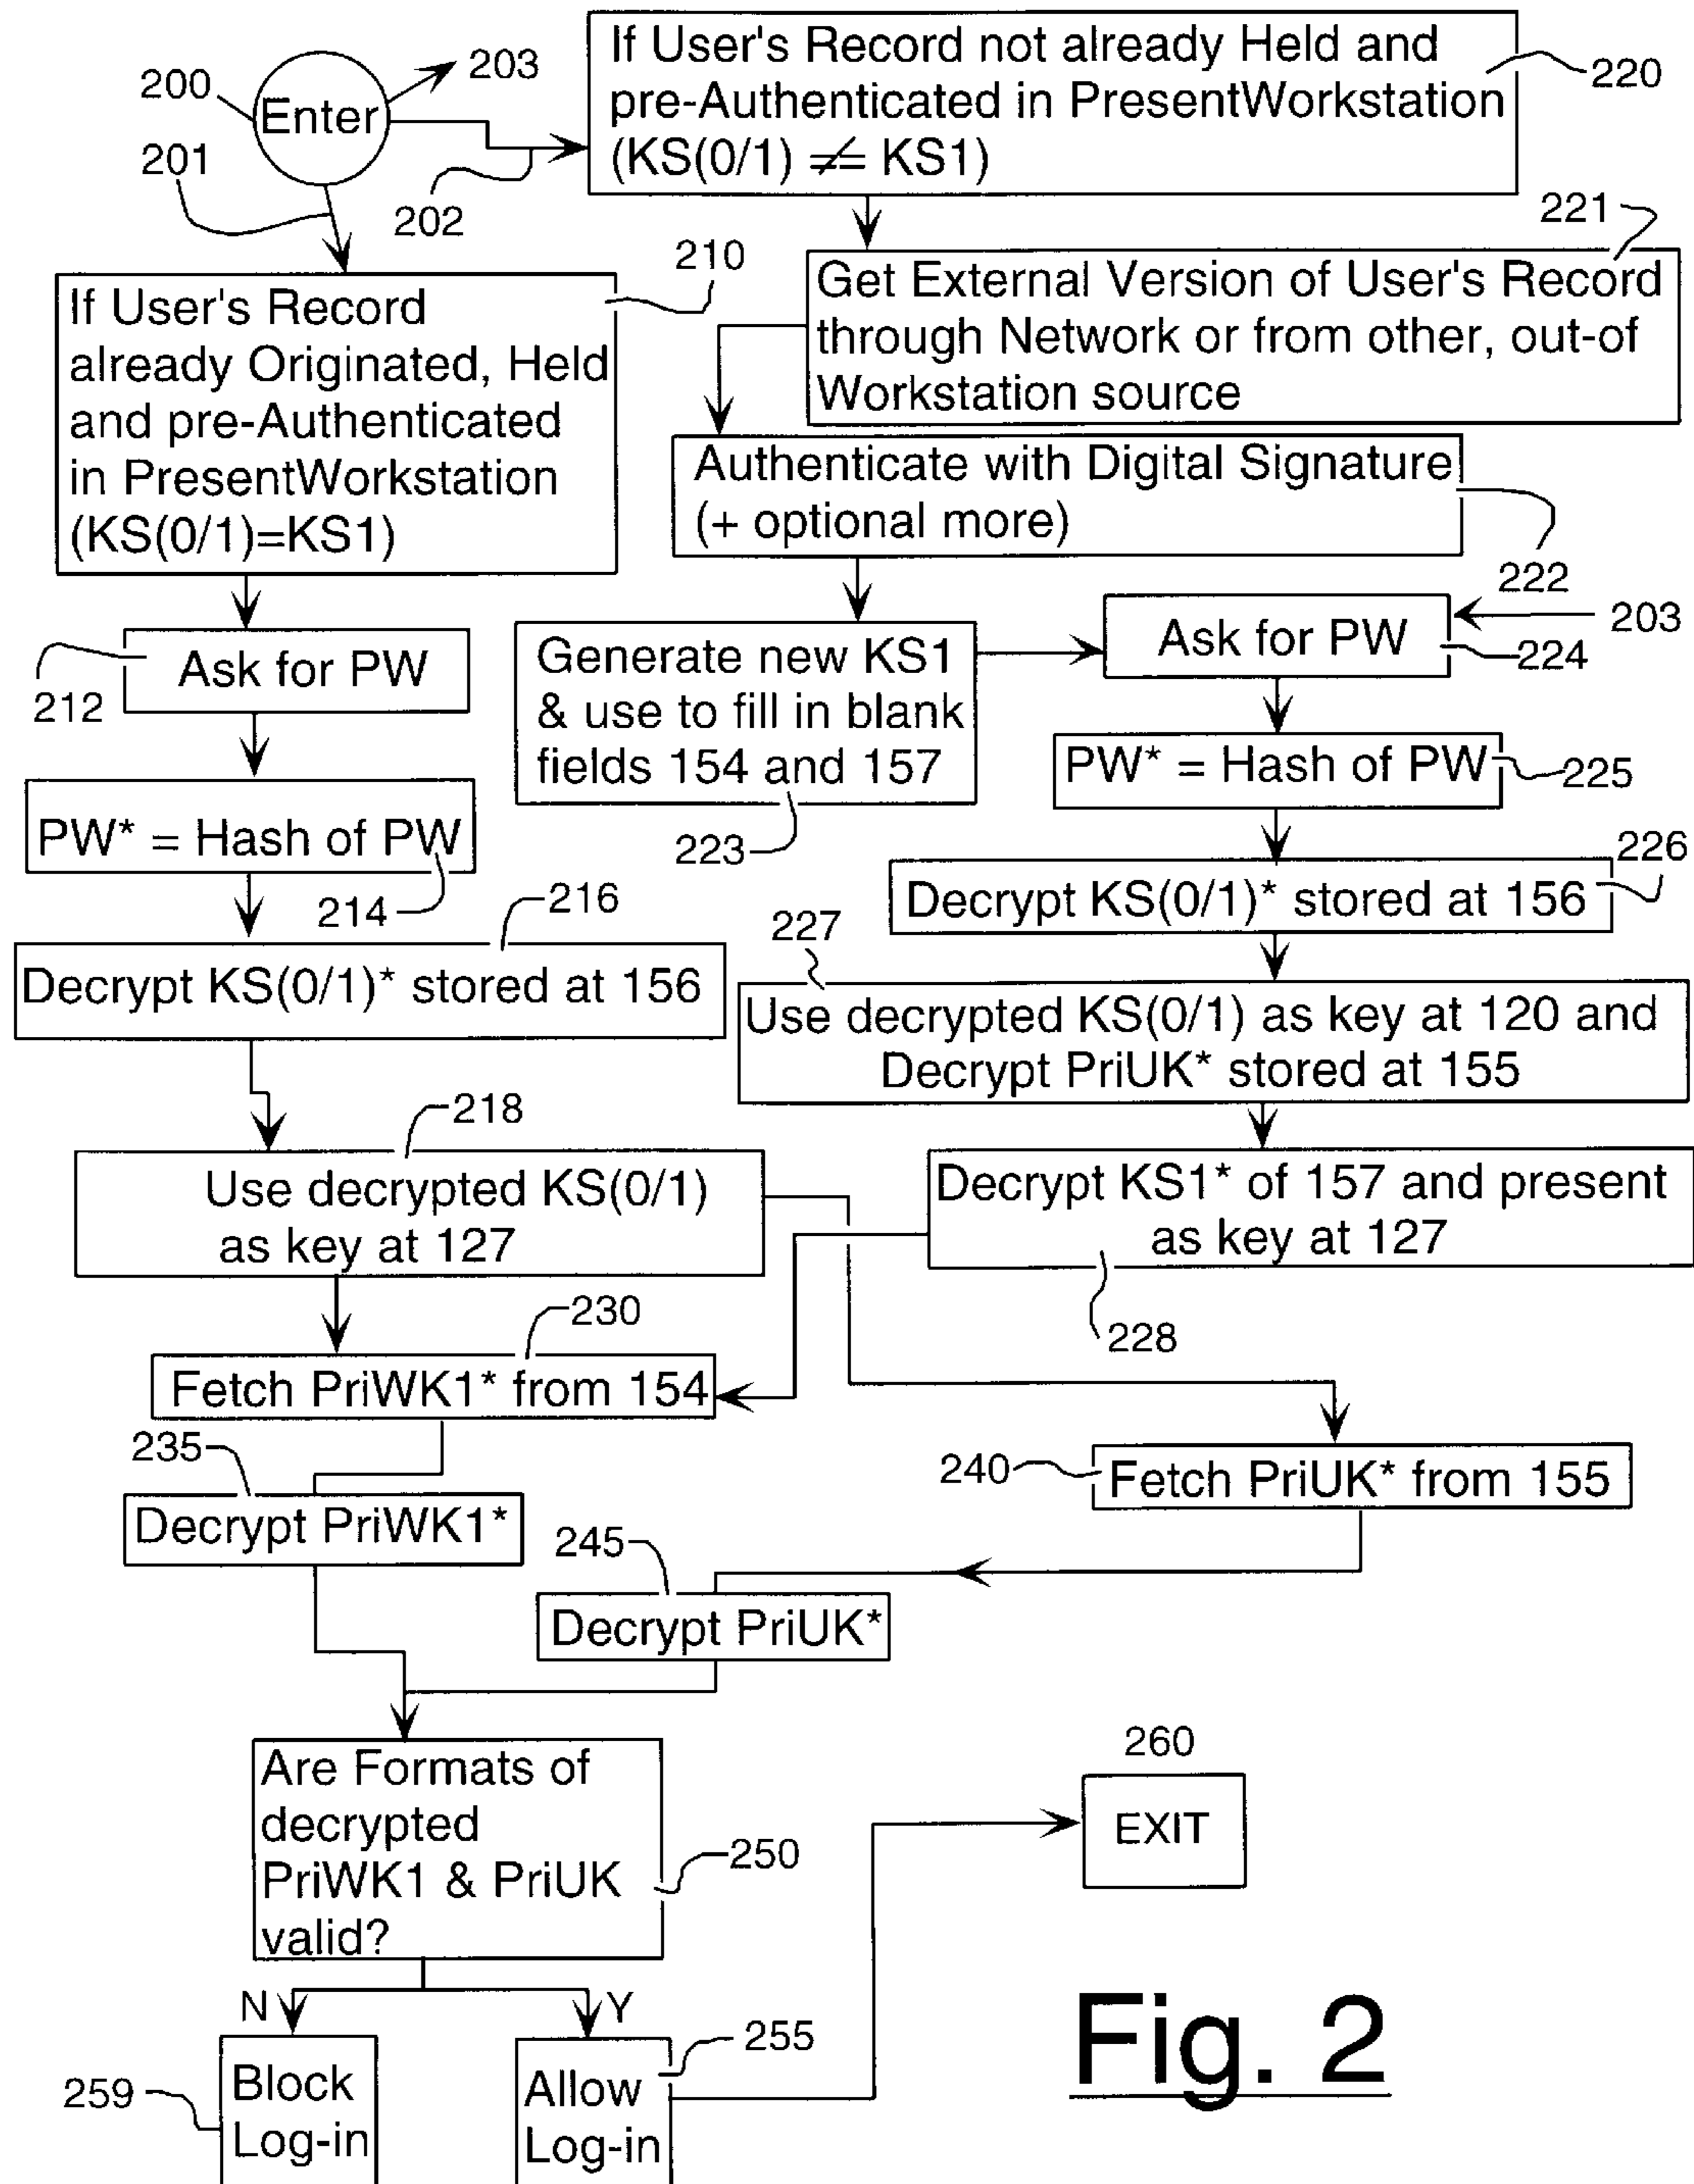 200
Enter
203
201
202
If User's Record not already Held and
pre-Authenticated in PresentWorkstation
(KS(0/1) ≠ KS1)
220
221
Get External Version of User's Record
through Network or from other, out-of
Workstation source
210
If User's Record
already Originated, Held
and pre-Authenticated
in PresentWorkstation
(KS(0/1)=KS1)
Authenticate with Digital Signature
(+ optional more)
222
212
Ask for PW
Generate new KS1
& use to fill in blank
fields 154 and 157
223
Ask for PW
203
224
PW* = Hash of PW
214
PW* = Hash of PW
225
216
Decrypt KS(0/1)* stored at 156
Decrypt KS(0/1)* stored at 156
226
227
Use decrypted KS(0/1) as key at 120 and
Decrypt PriUK* stored at 155
218
Use decrypted KS(0/1)
as key at 127
Decrypt KS1* of 157 and present
as key at 127
228
230
Fetch PriWK1* from 154
235
Decrypt PriWK1*
240
Fetch PriUK* from 155
245
Decrypt PriUK*
Are Formats of
decrypted
PriWK1 & PriUK
valid?
250
260
EXIT
N
Y
259
Block
Log-in
255
Allow
Log-in
Fig. 2